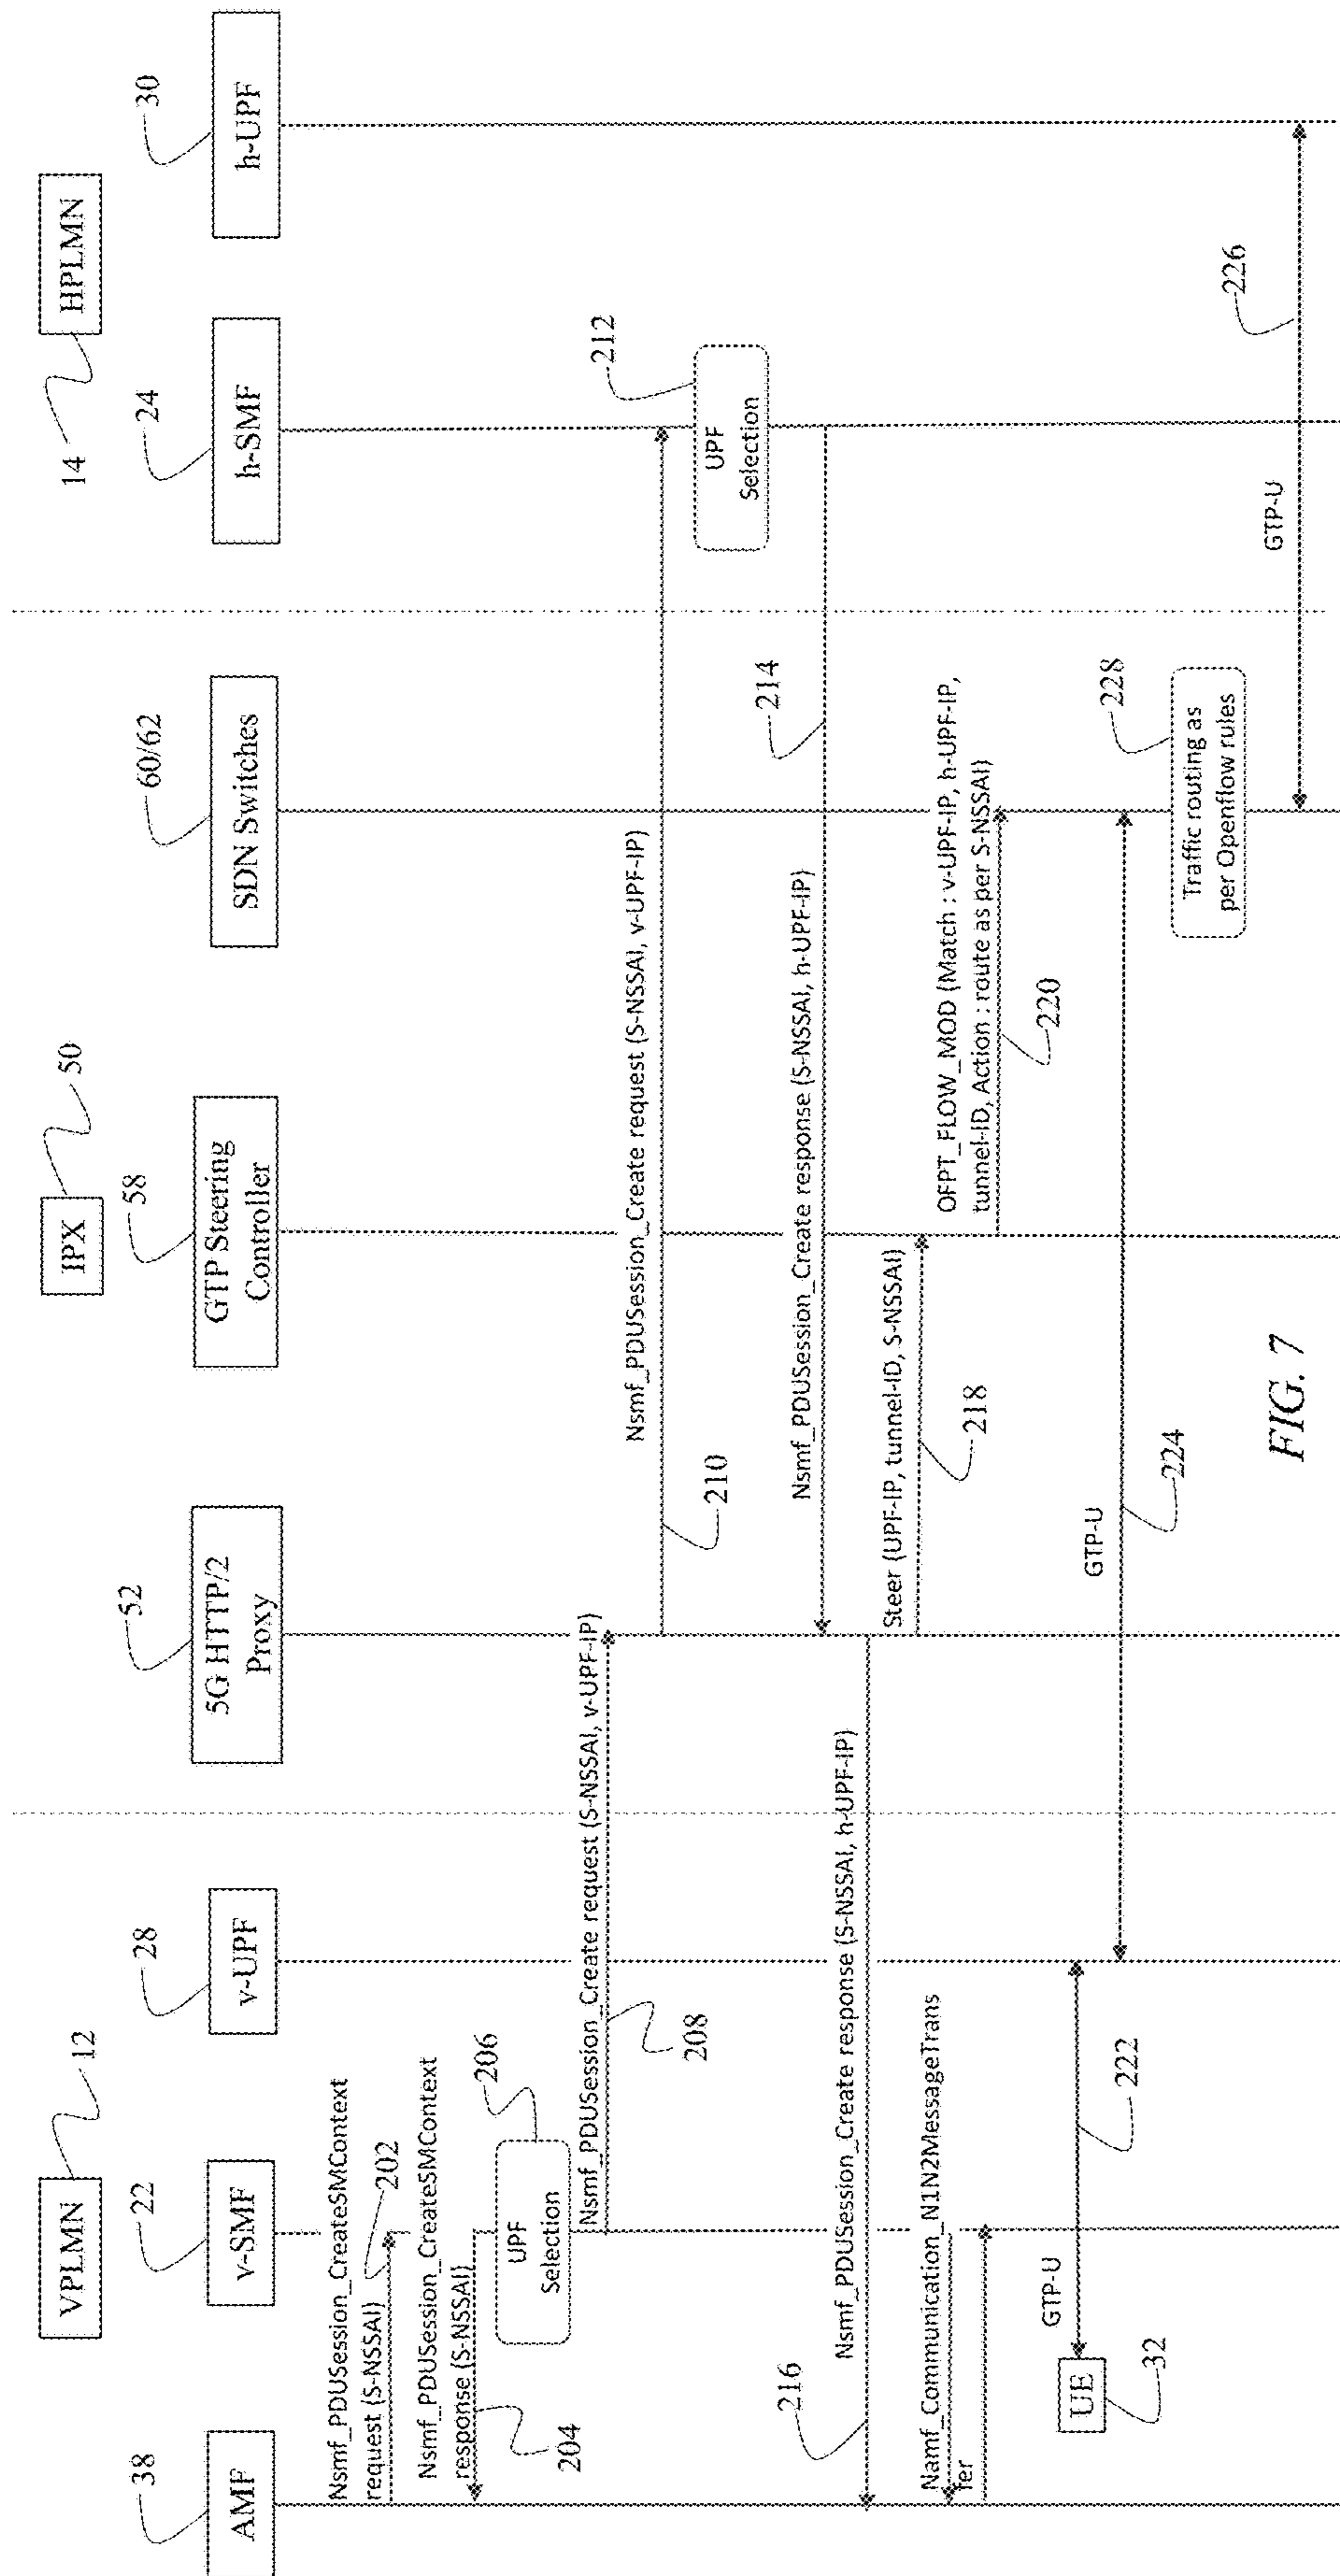 VPLMN
12
IPX
50
14
HPLMN
38
AMF
22
v-SMF
28
v-UPF
52
5G HTTP/2
Proxy
58
GTP Steering
Controller
60/62
SDN Switches
24
h-SMF
30
h-UPF
Nsmf_PDUSession_CreateSMContext
request (S-NSSAI)
202
Nsmf_PDUSession_CreateSMContext
response (S-NSSAI)
204
206
UPF
Selection
Nsmf_PDUSession_Create request (S-NSSAI, v-UPF-IP)
208
Nsmf_PDUSession_Create request (S-NSSAI, v-UPF-IP)
210
212
UPF
Selection
Nsmf_PDUSession_Create response (S-NSSAI, h-UPF-IP)
214
Nsmf_PDUSession_Create response (S-NSSAI, h-UPF-IP)
216
Steer (UPF-IP, tunnel-ID, S-NSSAI)
218
Namf_Communication_N1N2MessageTrans
fer
OFPT_FLOW_MOD (Match : v-UPF-IP, h-UPF-IP,
tunnel-ID, Action : route as per S-NSSAI)
220
UE
32
GTP-U
222
GTP-U
224
Traffic routing as
per Openflow rules
228
GTP-U
226
FIG. 7